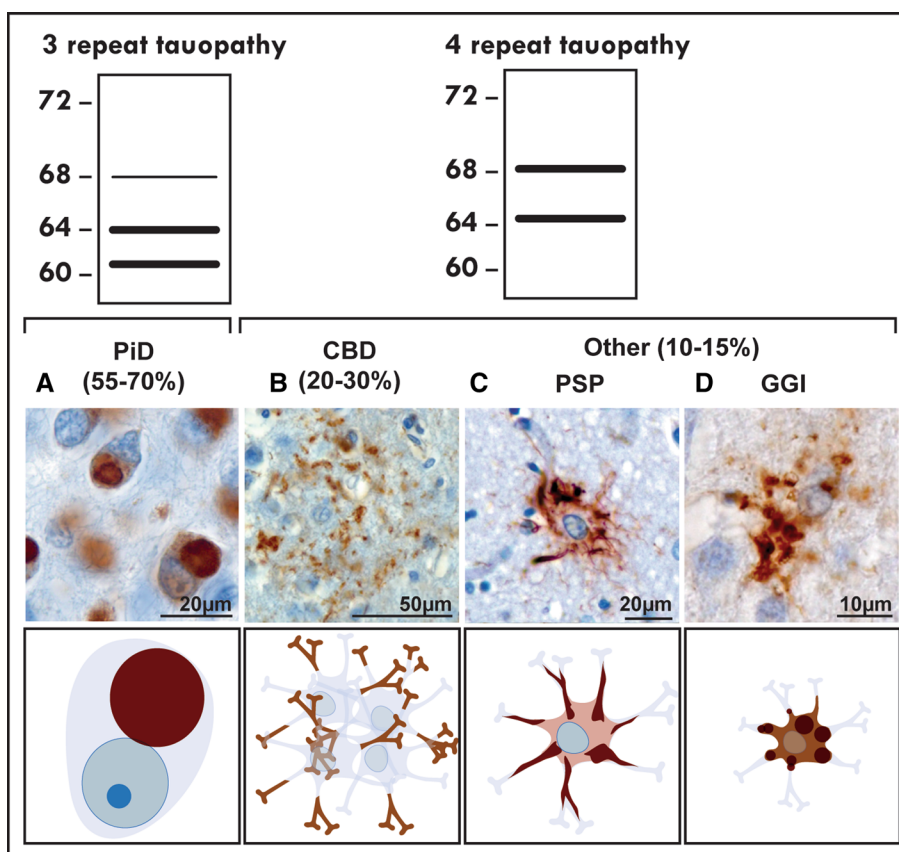 3 repeat tauopathy
72 –
68 –
64 –
60 –
4 repeat tauopathy
72 –
68 –
64 –
60 –
PiD
A (55-70%)
CBD
B (20-30%)
Other (10-15%)
C PSP
D GGI
20µm
50µm
20µm
10µm